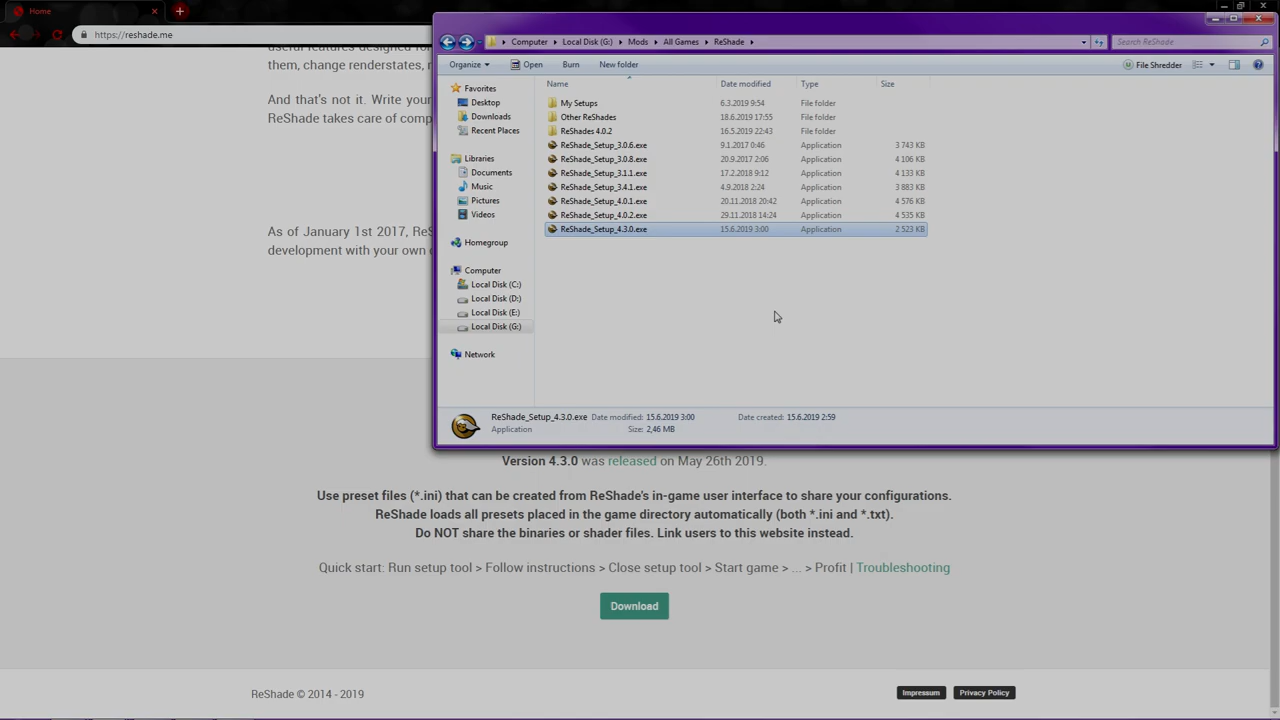 Home
https://reshade.me
useful features designed for
them, change renderstates, r
And that's not it. Write your
ReShade takes care of comp
As of January 1st 2017, ReS
development with your own c
Computer Local Disk (G:) Mods All Games ReShade
Search ReShade
Organize Open Burn New folder File Shredder
Name Date modified Type Size
Favorites
Desktop
Downloads
Recent Places
Libraries
Documents
Music
Pictures
Videos
Homegroup
Computer
Local Disk (C:)
Local Disk (D:)
Local Disk (E:)
Local Disk (G:)
Network
My Setups 6.3.2019 9:54 File folder
Other ReShades 18.6.2019 17:55 File folder
ReShades 4.0.2 16.5.2019 22:43 File folder
ReShade_Setup_3.0.6.exe 9.1.2017 0:46 Application 3 743 KB
ReShade_Setup_3.0.8.exe 20.9.2017 2:06 Application 4 106 KB
ReShade_Setup_3.1.1.exe 17.2.2018 9:12 Application 4 133 KB
ReShade_Setup_3.4.1.exe 4.9.2018 2:24 Application 3 883 KB
ReShade_Setup_4.0.1.exe 20.11.2018 20:42 Application 4 576 KB
ReShade_Setup_4.0.2.exe 29.11.2018 14:24 Application 4 535 KB
ReShade_Setup_4.3.0.exe 15.6.2019 3:00 Application 2 523 KB
ReShade_Setup_4.3.0.exe Date modified: 15.6.2019 3:00 Date created: 15.6.2019 2:59
Application Size: 2,46 MB
Version 4.3.0 was released on May 26th 2019.
Use preset files (*.ini) that can be created from ReShade's in-game user interface to share your configurations.
ReShade loads all presets placed in the game directory automatically (both *.ini and *.txt).
Do NOT share the binaries or shader files. Link users to this website instead.
Quick start: Run setup tool > Follow instructions > Close setup tool > Start game > ... > Profit | Troubleshooting
Download
ReShade © 2014 - 2019
Impressum
Privacy Policy